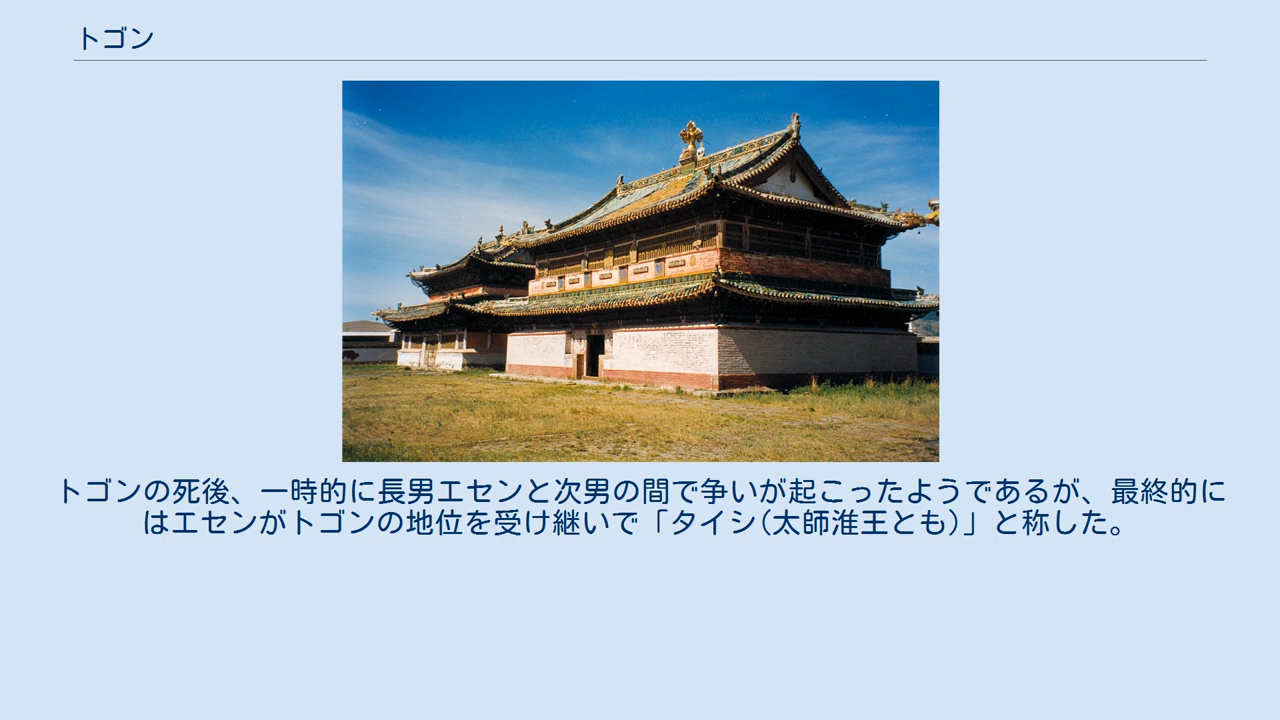 トゴン
トゴンの死後、一時的に長男エセンと次男の間で争いが起こったようであるが、最終的に
はエセンがトゴンの地位を受け継いで「タイシ(太師淮王とも)」と称した。